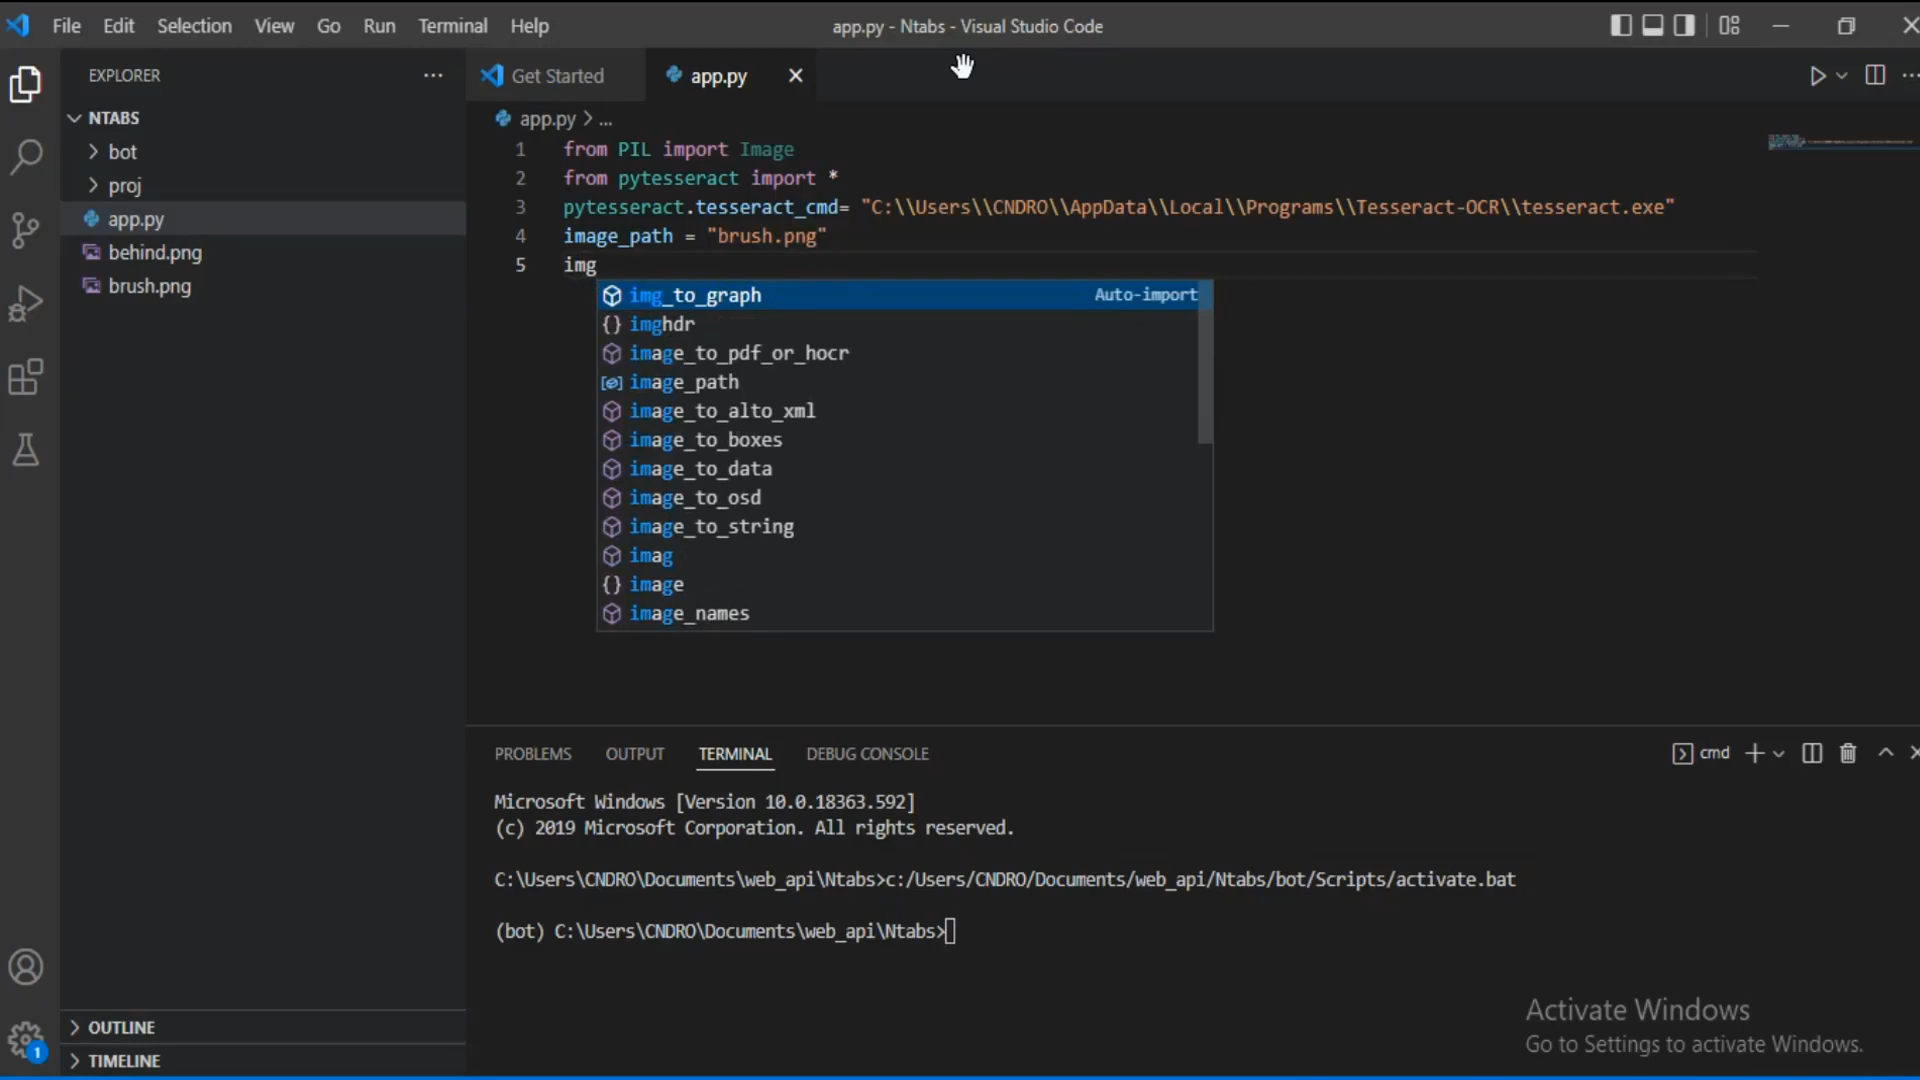 File Edit Selection View Go Run Terminal Help
app.py - Ntabs - Visual Studio Code
EXPLORER
NTABS
bot
proj
app.py
behind.png
brush.png
OUTLINE
TIMELINE
1
Get Started
app.py
app.py > ...
1 from PIL import Image
2 from pytesseract import *
3 pytesseract.tesseract_cmd= "C:\\Users\\CNDRO\\AppData\\Local\\Programs\\Tesseract-OCR\\tesseract.exe"
4 image_path = "brush.png"
5 img
img_to_graph Auto-import
imghdr
image_to_pdf_or_hocr
image_path
image_to_alto_xml
image_to_boxes
image_to_data
image_to_osd
image_to_string
imag
image
image_names
PROBLEMS OUTPUT TERMINAL DEBUG CONSOLE
cmd
Microsoft Windows [Version 10.0.18363.592]
(c) 2019 Microsoft Corporation. All rights reserved.
C:\Users\CNDRO\Documents\web_api\Ntabs>c:/Users/CNDRO/Documents/web_api/Ntabs/bot/Scripts/activate.bat
(bot) C:\Users\CNDRO\Documents\web_api\Ntabs>
Activate Windows
Go to Settings to activate Windows.